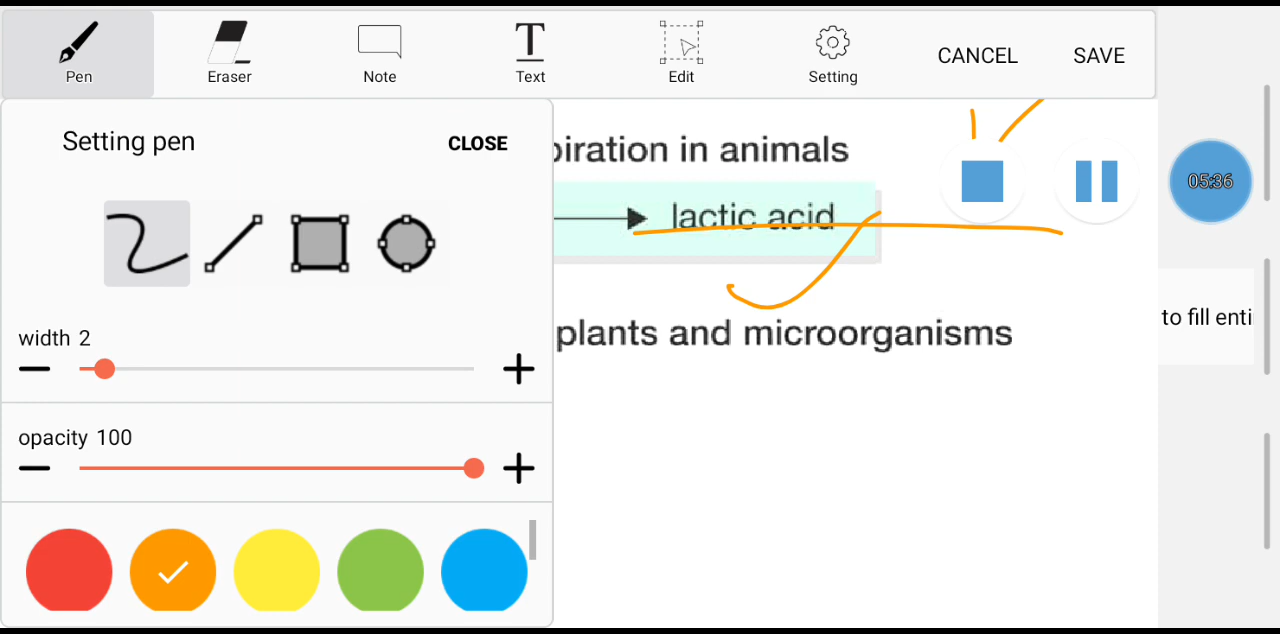 Pen Eraser Note Text Edit Setting CANCEL SAVE
Setting pen CLOSE
piration in animals
05:36
lactic acid
to fill enti
width 2
plants and microorganisms
opacity 100